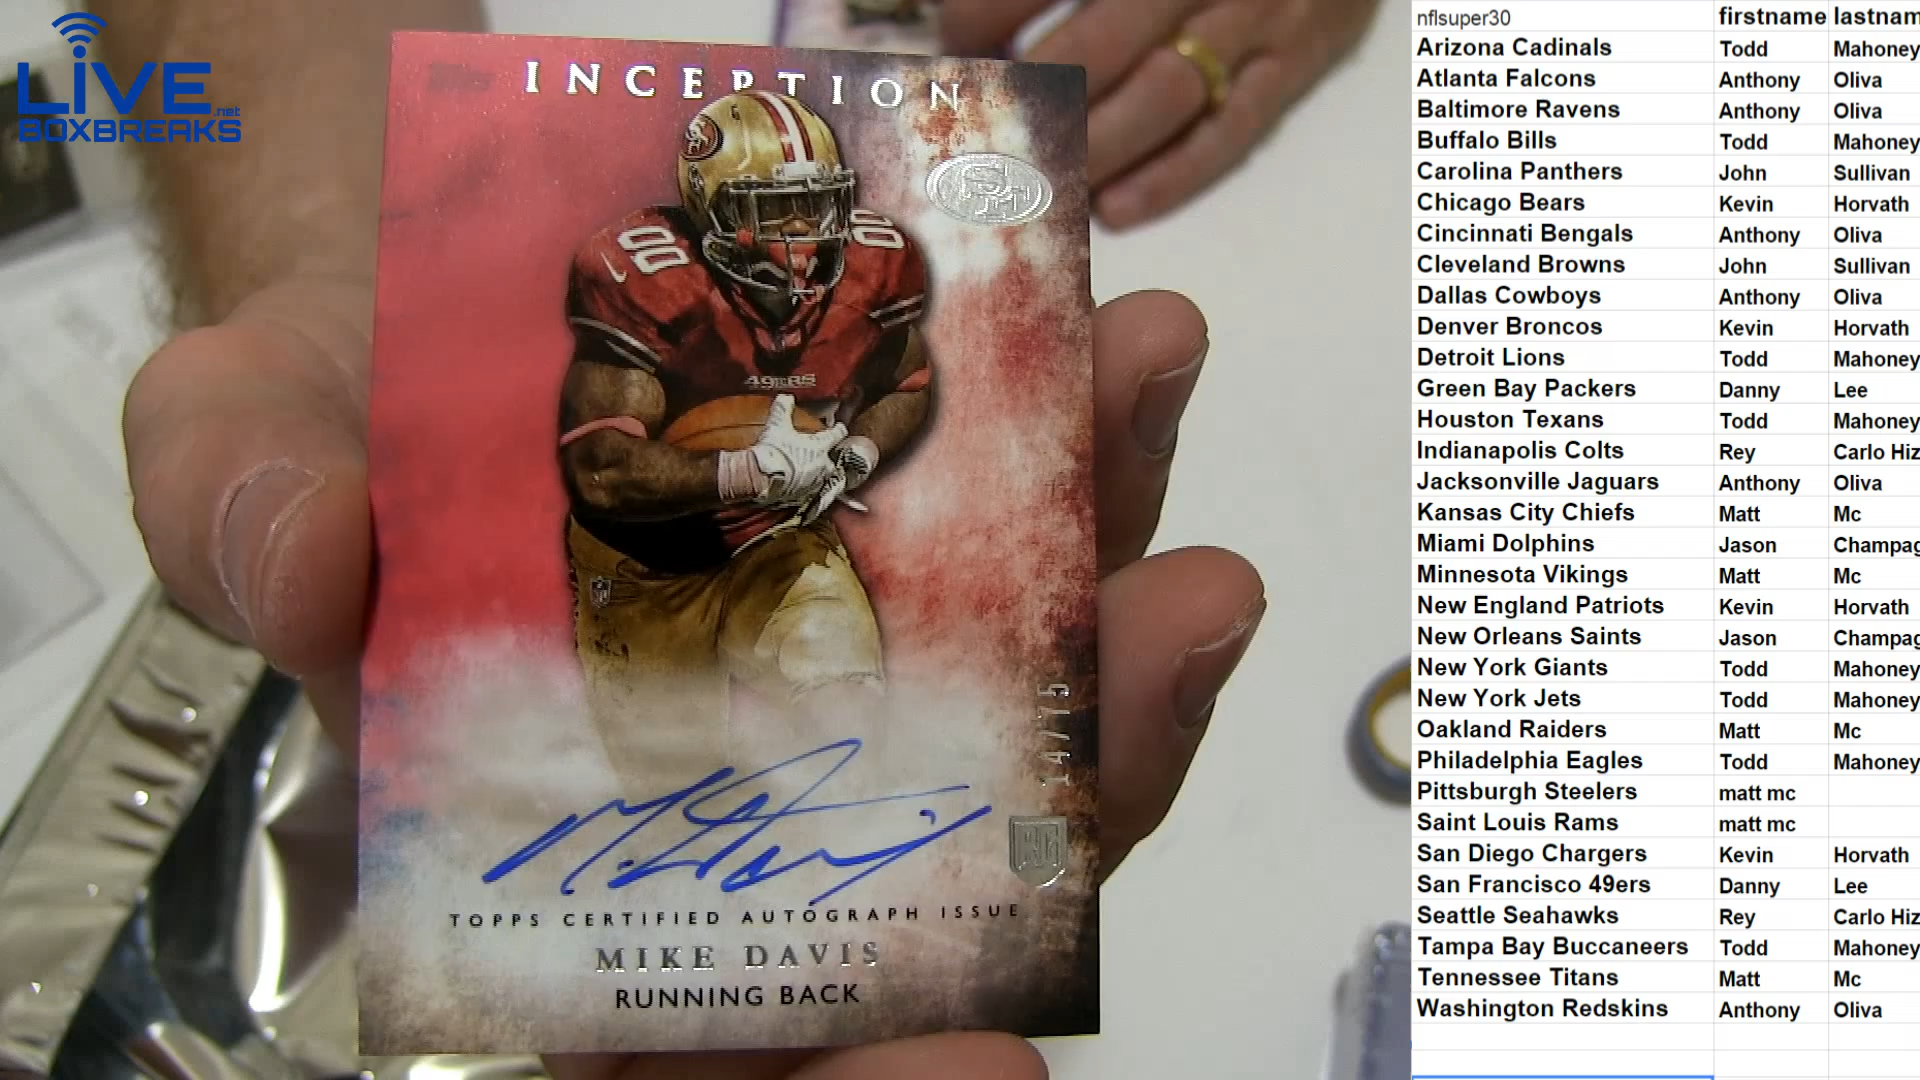 LiVE.net
BOXBREAKS
INCEPTION
00
00
49ERS
14/75
TOPPS CERTIFIED AUTOGRAPH ISSUE
MIKE DAVIS
RUNNING BACK
nflsuper30 firstname lastnam
Arizona Cadinals Todd Mahoney
Atlanta Falcons Anthony Oliva
Baltimore Ravens Anthony Oliva
Buffalo Bills Todd Mahoney
Carolina Panthers John Sullivan
Chicago Bears Kevin Horvath
Cincinnati Bengals Anthony Oliva
Cleveland Browns John Sullivan
Dallas Cowboys Anthony Oliva
Denver Broncos Kevin Horvath
Detroit Lions Todd Mahoney
Green Bay Packers Danny Lee
Houston Texans Todd Mahoney
Indianapolis Colts Rey Carlo Hiz
Jacksonville Jaguars Anthony Oliva
Kansas City Chiefs Matt Mc
Miami Dolphins Jason Champag
Minnesota Vikings Matt Mc
New England Patriots Kevin Horvath
New Orleans Saints Jason Champag
New York Giants Todd Mahoney
New York Jets Todd Mahoney
Oakland Raiders Matt Mc
Philadelphia Eagles Todd Mahoney
Pittsburgh Steelers matt mc
Saint Louis Rams matt mc
San Diego Chargers Kevin Horvath
San Francisco 49ers Danny Lee
Seattle Seahawks Rey Carlo Hiz
Tampa Bay Buccaneers Todd Mahoney
Tennessee Titans Matt Mc
Washington Redskins Anthony Oliva